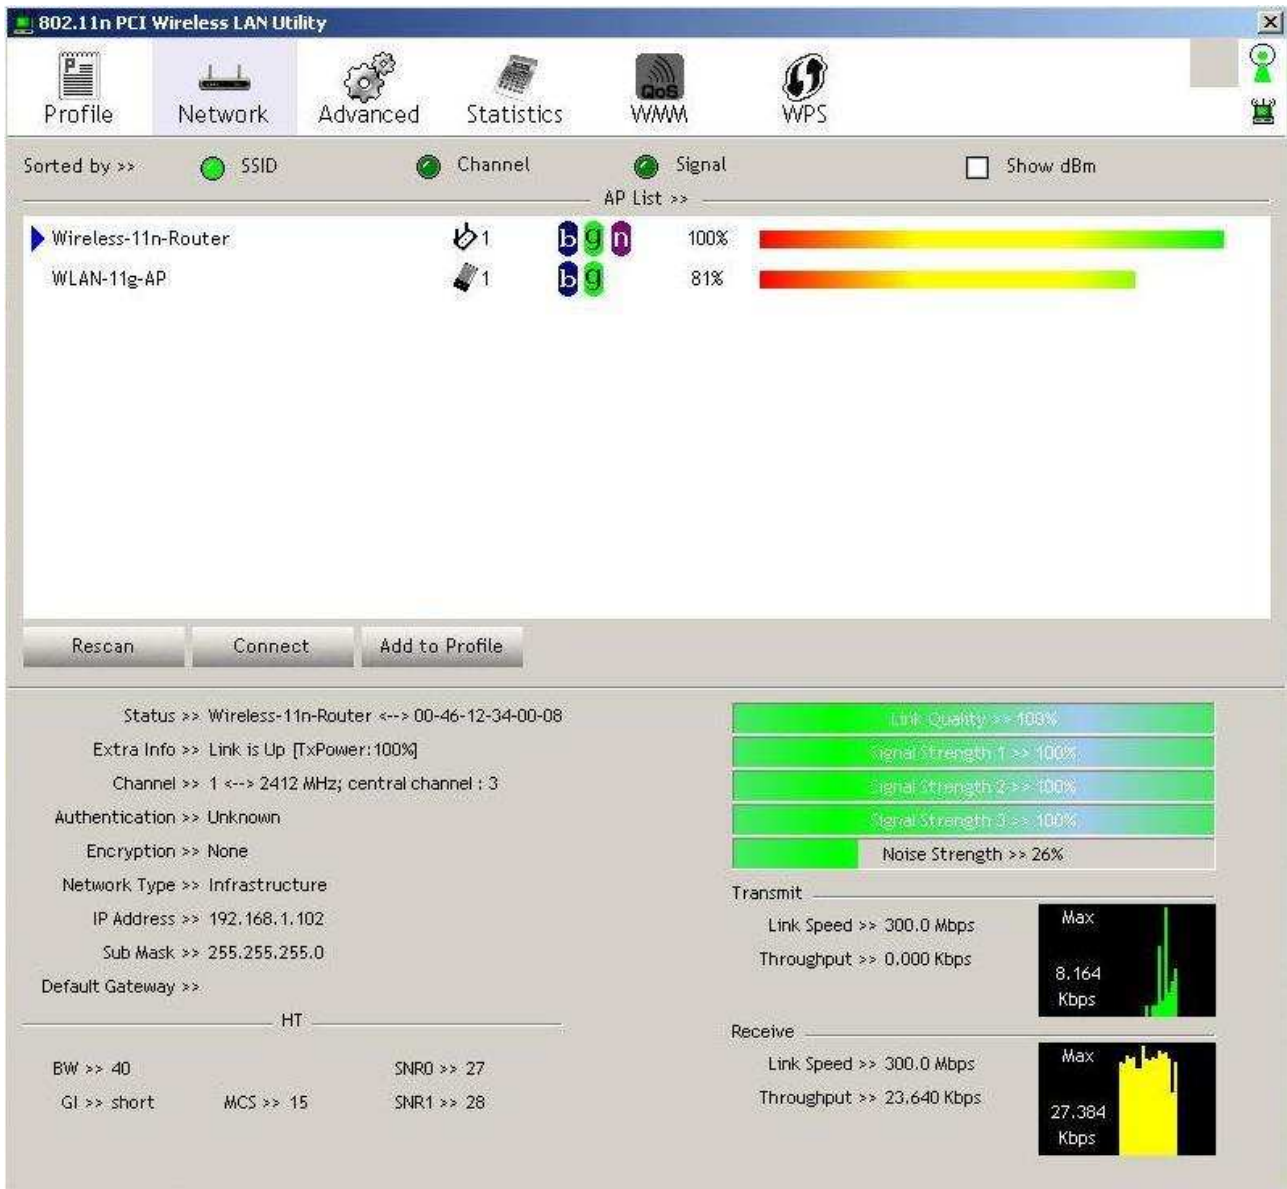 802.11n PCI Wireless LAN Utility
Profile Network Advanced Statistics QoS WMM WPS
Sorted by >> SSID Channel Signal Show dBm
AP List >>
Wireless-11n-Router 1 b g n 100%
WLAN-11g-AP 1 b g 81%
Rescan Connect Add to Profile
Status >> Wireless-11n-Router <--> 00-46-12-34-00-08
Extra Info >> Link is Up [TxPower:100%]
Channel >> 1 <--> 2412 MHz; central channel : 3
Authentication >> Unknown
Encryption >> None
Network Type >> Infrastructure
IP Address >> 192.168.1.102
Sub Mask >> 255.255.255.0
Default Gateway >>
HT
BW >> 40 SNR0 >> 27
GI >> short MCS >> 15 SNR1 >> 28
Link Quality >> 100%
Signal Strength 1 >> 100%
Signal Strength 2 >> 100%
Signal Strength 3 >> 100%
Noise Strength >> 26%
Transmit
Link Speed >> 300.0 Mbps
Throughput >> 0.000 Kbps
Max
8.164
Kbps
Receive
Link Speed >> 300.0 Mbps
Throughput >> 23.640 Kbps
Max
27.384
Kbps